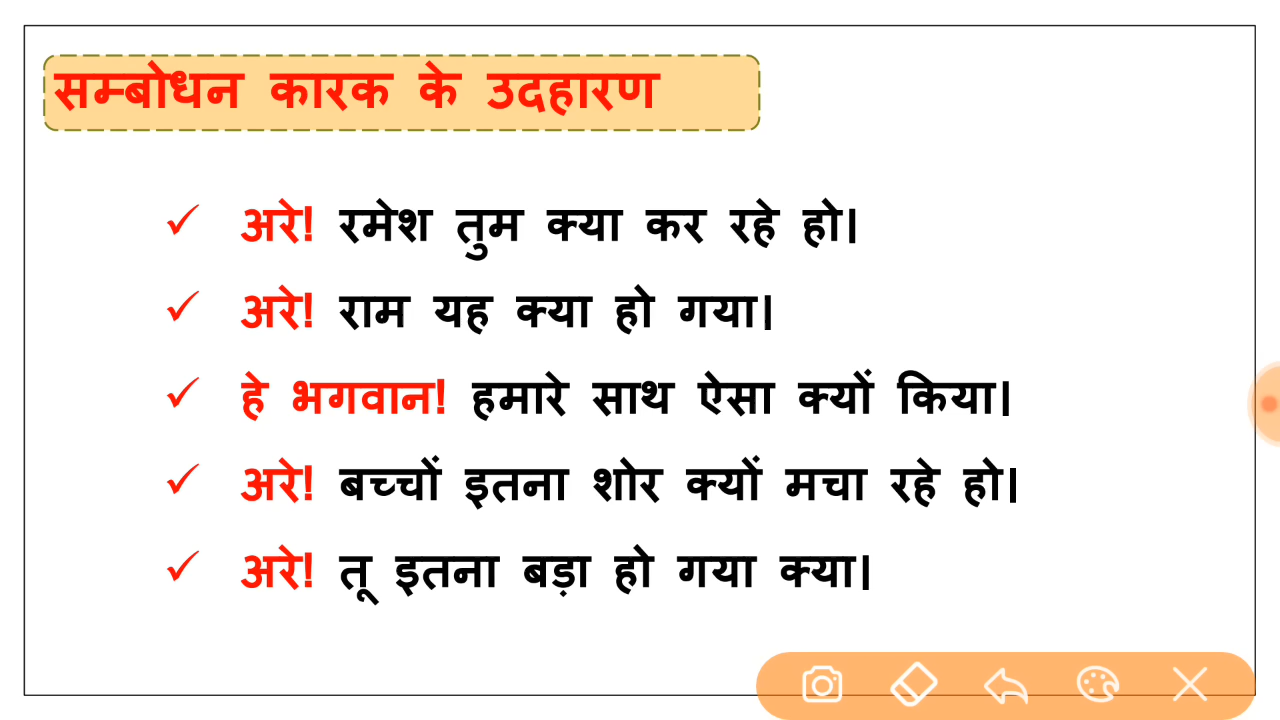 सम्बोधन कारक के उदहारण
अरे! रमेश तुम क्या कर रहे हो।
अरे! राम यह क्या हो गया।
हे भगवान! हमारे साथ ऐसा क्यों किया।
अरे! बच्चों इतना शोर क्यों मचा रहे हो।
अरे! तू इतना बड़ा हो गया क्या।